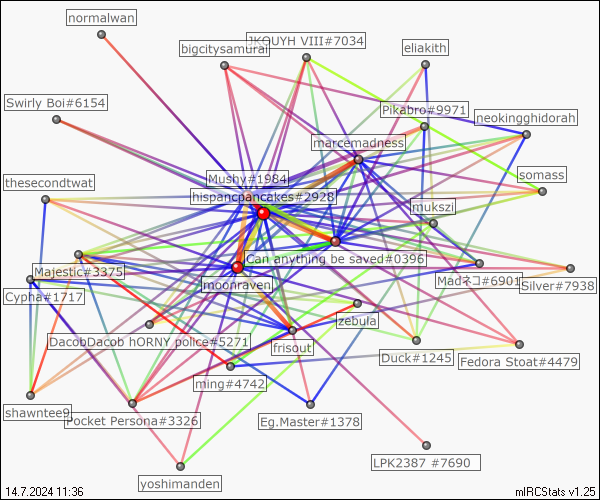 normalwan
bigcitysamurai
JKOUYH VIII#7034
eliakith
Swirly Boi#6154
Pikabro#9971
neokingghidorah
marcemadness
Mushy#1984
thesecondtwat
hispancpancakes#2928
somass
mukszi
Can anything be saved#0396
Majestic#3375
moonraven
Madネコ#6901
Silver#7938
Cypha#1717
zebula
DacobDacob hORNY police#5271
frisout
Duck#1245
Fedora Stoat#4479
ming#4742
shawntee9
Pocket Persona#3326
Eg.Master#1378
LPK2387 #7690
yoshimanden
14.7.2024 11:36
mIRCStats v1.25